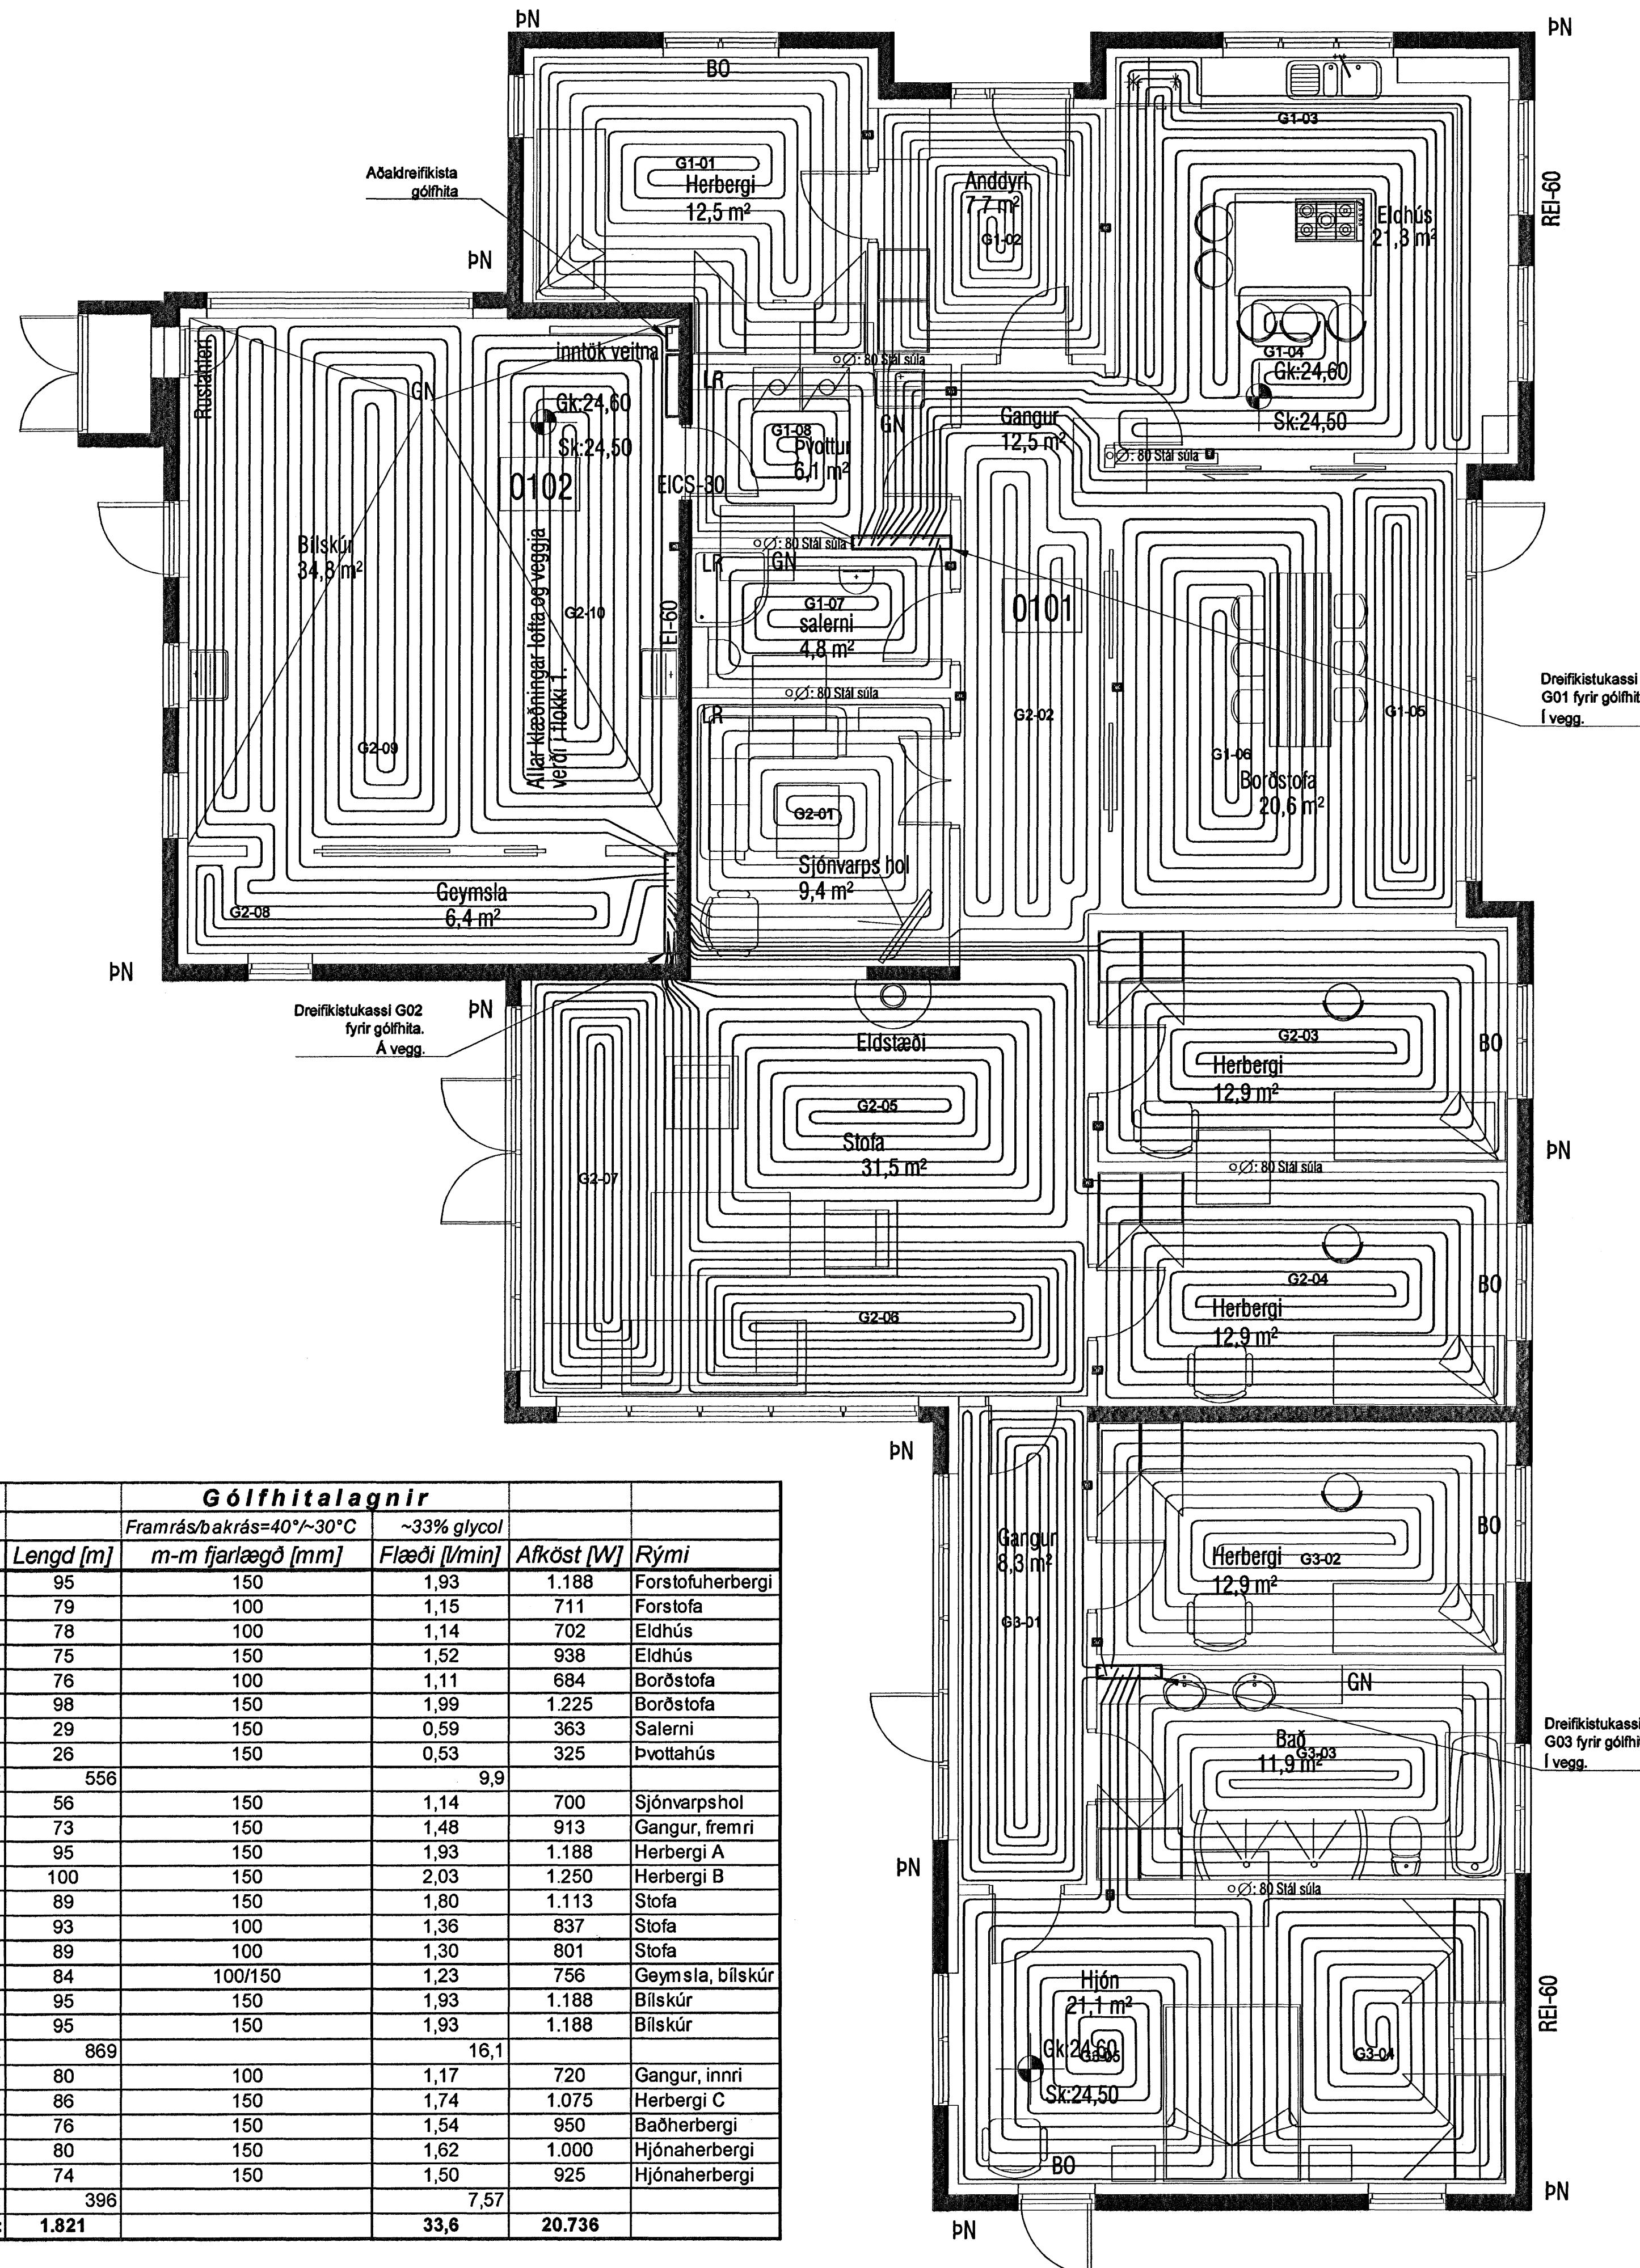 ÞN
ÞN
BO
G1-01
Herbergi
12,5 m²
Aðaldreifikista
gólfhita
Anddyri
7,7 m²
G1-02
G1-03
Eldhús
21,3 m²
REI-60
G1-04
Gk:24,60
Sk:24,50
ÞN
inntök veitna
Ruslaheri
GN
Gk:24,60
Sk:24,50
0102
EICS-30
LR
G1-08
Þvottur
6,1 m²
GN
Ø: 80 Stál súla
Gangur
12,5 m²
Ø: 80 Stál súla
Bílskúr
34,8 m²
Allar klæðningar lofta og veggja
verði í flokki 1.
G2-10
EI-60
G2-09
Ø: 80 Stál súla
LR
GN
G1-07
salerni
4,8 m²
Ø: 80 Stál súla
0101
G2-02
G1-05
G1-06
Borðstofa
20,6 m²
Dreifikistukassi
G01 fyrir gólfhit
Í vegg.
LR
G2-01
Sjónvarps hol
9,4 m²
Geymsla
6,4 m²
G2-08
ÞN
Dreifikistukassi G02
fyrir gólfhita.
Á vegg.
ÞN
Eldstæði
G2-05
Stofa
31,5 m²
G2-07
G2-06
G2-03
Herbergi
12,9 m²
BO
ÞN
Ø: 80 Stál súla
G2-04
Herbergi
12,9 m²
BO
ÞN
Gangur
8,3 m²
G3-01
Herbergi
12,9 m²
G3-02
BO
GN
Bað
11,9 m²
G3-03
Dreifikistukassi
G03 fyrir gólfhi
Í vegg.
ÞN
Ø: 80 Stál súla
Hjón
21,1 m²
Gk:24,60
G3-05
Sk:24,50
G3-04
REI-60
BO
ÞN
ÞN
Gólfhitalagnir
Framrás/bakrás=40°/~30°C ~33% glycol
Lengd [m] m-m fjarlægð [mm] Flæði [l/min] Afköst [W] Rými
95 150 1,93 1.188 Forstofuherbergi
79 100 1,15 711 Forstofa
78 100 1,14 702 Eldhús
75 150 1,52 938 Eldhús
76 100 1,11 684 Borðstofa
98 150 1,99 1.225 Borðstofa
29 150 0,59 363 Salerni
26 150 0,53 325 Þvottahús
556 9,9
56 150 1,14 700 Sjónvarpshol
73 150 1,48 913 Gangur, fremri
95 150 1,93 1.188 Herbergi A
100 150 2,03 1.250 Herbergi B
89 150 1,80 1.113 Stofa
93 100 1,36 837 Stofa
89 100 1,30 801 Stofa
84 100/150 1,23 756 Geymsla, bílskúr
95 150 1,93 1.188 Bílskúr
95 150 1,93 1.188 Bílskúr
869 16,1
80 100 1,17 720 Gangur, innri
86 150 1,74 1.075 Herbergi C
76 150 1,54 950 Baðherbergi
80 150 1,62 1.000 Hjónaherbergi
74 150 1,50 925 Hjónaherbergi
396 7,57
: 1.821 33,6 20.736